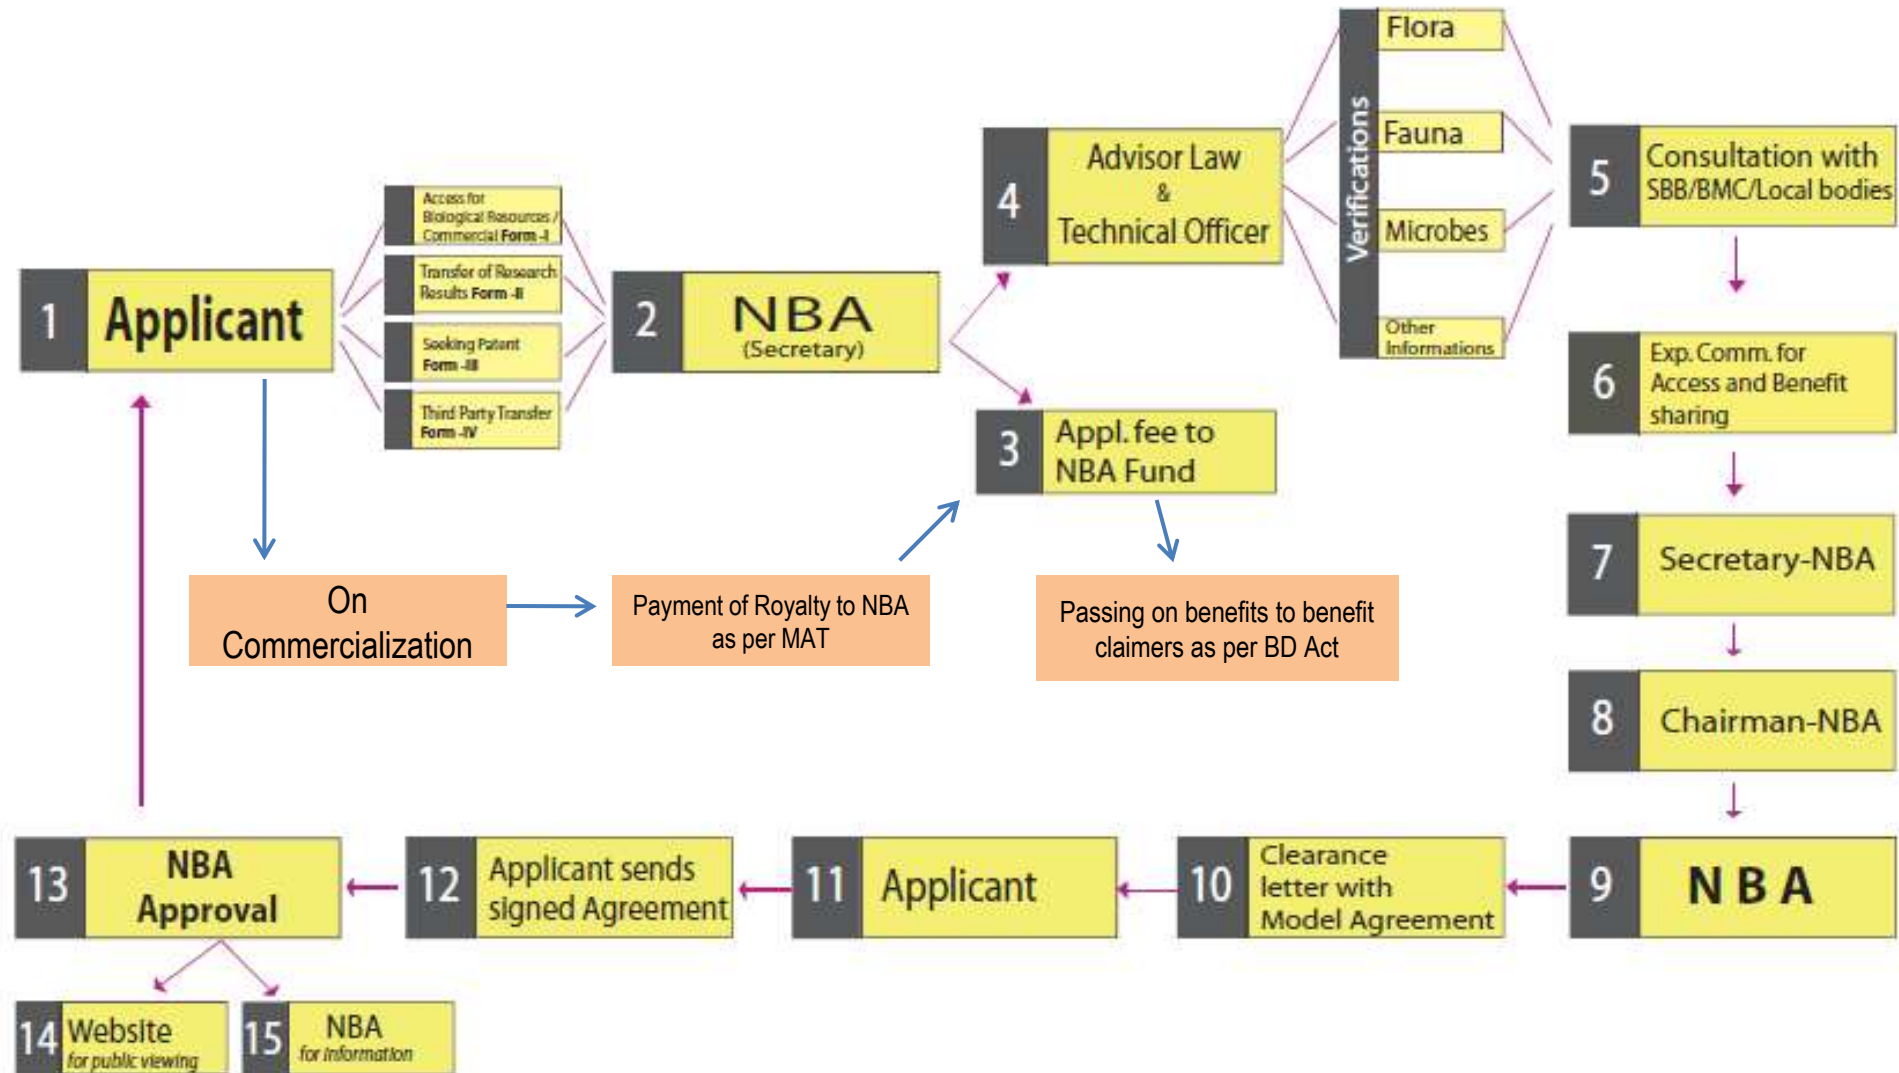 1
Applicant
Access for
Biological Resources /
Commercial Form -I
Transfer of Research
Results Form -II
Seeking Patent
Form -III
Third Party Transfer
Form -IV
2
NBA
(Secretary)
3
Appl. fee to
NBA Fund
4
Advisor Law
&
Technical Officer
Verifications
Flora
Fauna
Microbes
Other
Informations
5
Consultation with
SBB/BMC/Local bodies
6
Exp. Comm. for
Access and Benefit
sharing
7
Secretary-NBA
8
Chairman-NBA
9
N B A
10
Clearance
letter with
Model Agreement
11
Applicant
12
Applicant sends
signed Agreement
13
NBA
Approval
14
Website
for public viewing
15
NBA
for information
On
Commercialization
Payment of Royalty to NBA
as per MAT
Passing on benefits to benefit
claimers as per BD Act